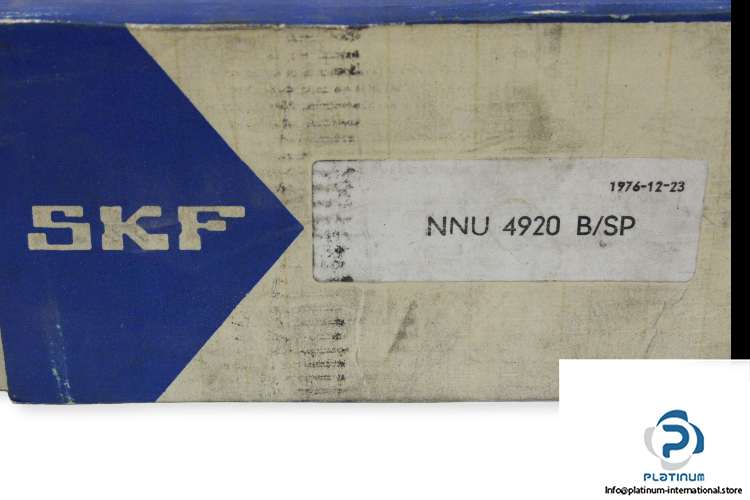 SKF
1976-12-23
NNU 4920 B/SP
PLATINUM
Info@platinum-international.store